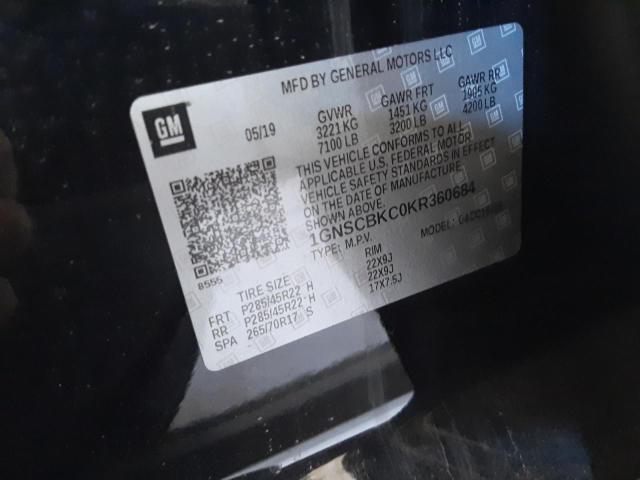 MFD BY GENERAL MOTORS LLC
GM
05/19
GVWR GAWR FRT GAWR RR
3221 KG 1451 KG 1905 KG
7100 LB 3200 LB 4200 LB
THIS VEHICLE CONFORMS TO ALL
APPLICABLE U.S. FEDERAL MOTOR
VEHICLE SAFETY STANDARDS IN EFFECT
ON THE DATE OF MANUFACTURE
SHOWN ABOVE.
1GNSCBKC0KR360684
TYPE: M.P.V. MODEL:
8555
TIRE SIZE RIM
FRT P285/45R22 H 22X9J
RR P285/45R22 H 22X9J
SPA 265/70R17 S 17X7.5J